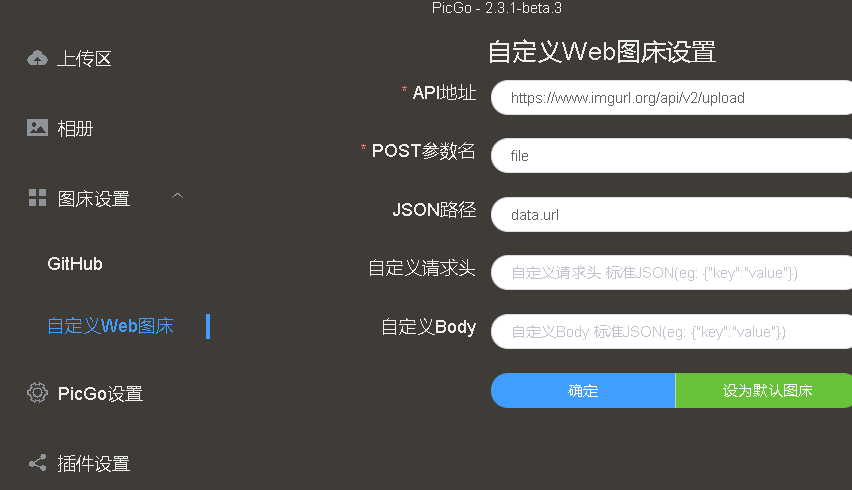 PicGo - 2.3.1-beta.3
上传区
相册
图床设置
GitHub
自定义Web图床
PicGo设置
插件设置
自定义Web图床设置
* API地址
https://www.imgurl.org/api/v2/upload
* POST参数名
file
JSON路径
data.url
自定义请求头
自定义请求头 标准JSON(eg: {"key":"value"})
自定义Body
自定义Body 标准JSON(eg: {"key":"value"})
确定
设为默认图床